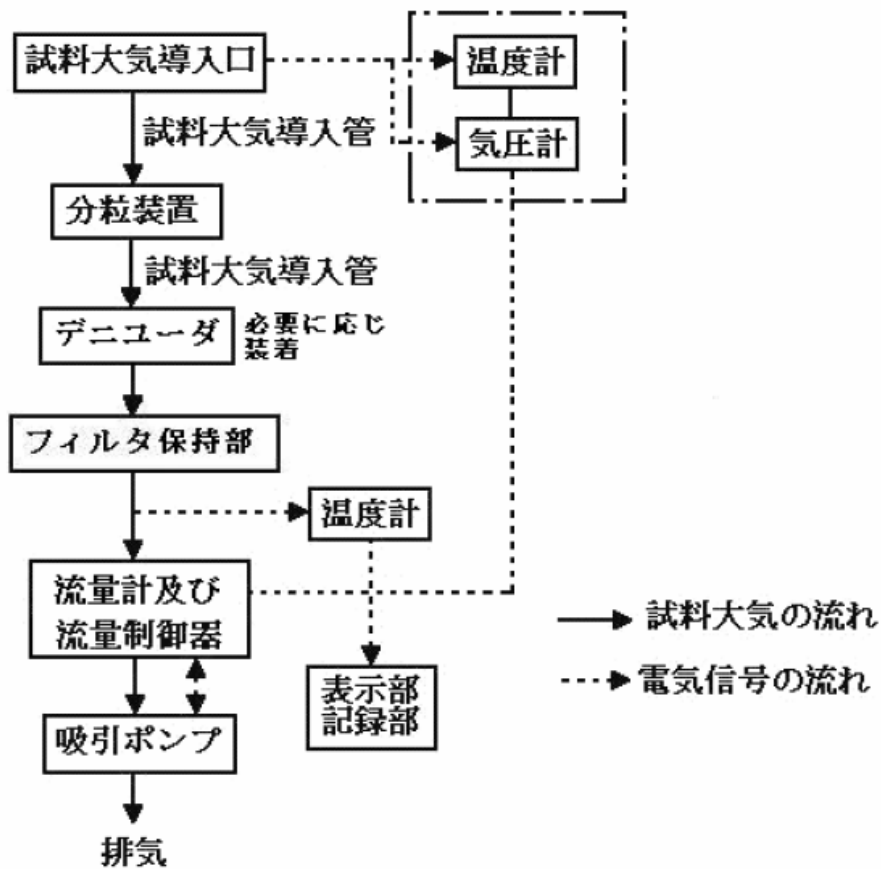 試料大気導入口
温度計
気圧計
試料大気導入管
分粒装置
試料大気導入管
デニューダ
必要に応じ
装着
フィルタ保持部
温度計
流量計及び
流量制御器
試料大気の流れ
電気信号の流れ
表示部
記録部
吸引ポンプ
排気